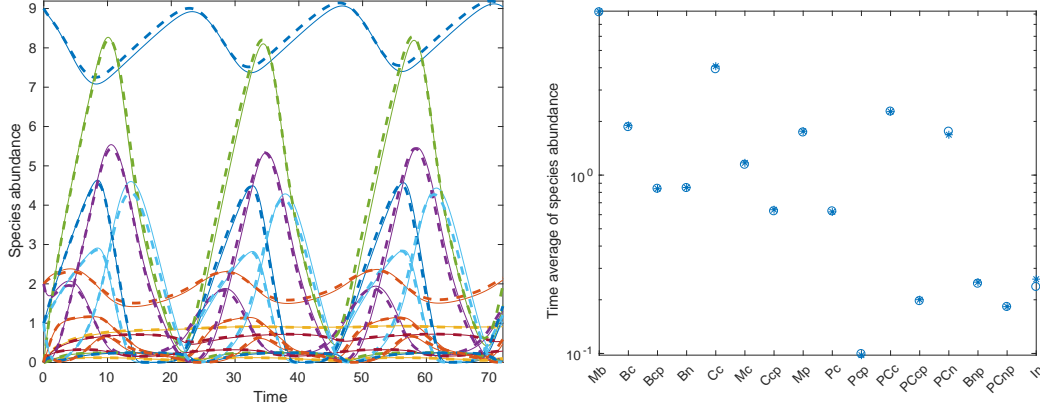 9
8
7
6
5
4
3
2
1
0
0
10
20
30
40
50
60
70
Species abundance
Time
10^0
10^-1
Time average of species abundance
Mb
Bc
Bcp
Bn
Cc
Mc
Ccp
Mp
Pc
Pcp
PCc
PCcp
PCn
Bnp
PCnp
In